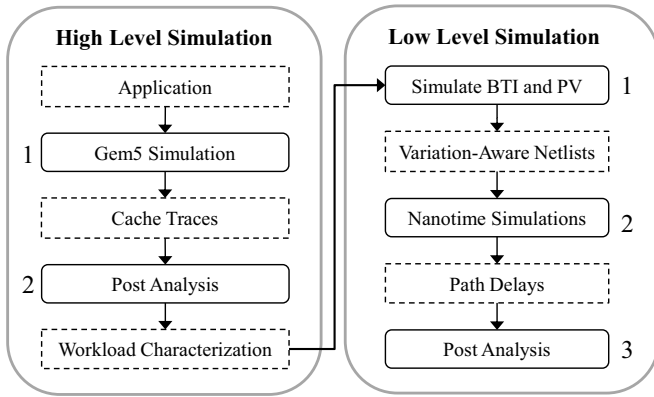 High Level Simulation
Application
1
Gem5 Simulation
Cache Traces
2
Post Analysis
Workload Characterization
Low Level Simulation
Simulate BTI and PV
1
Variation-Aware Netlists
Nanotime Simulations
2
Path Delays
Post Analysis
3